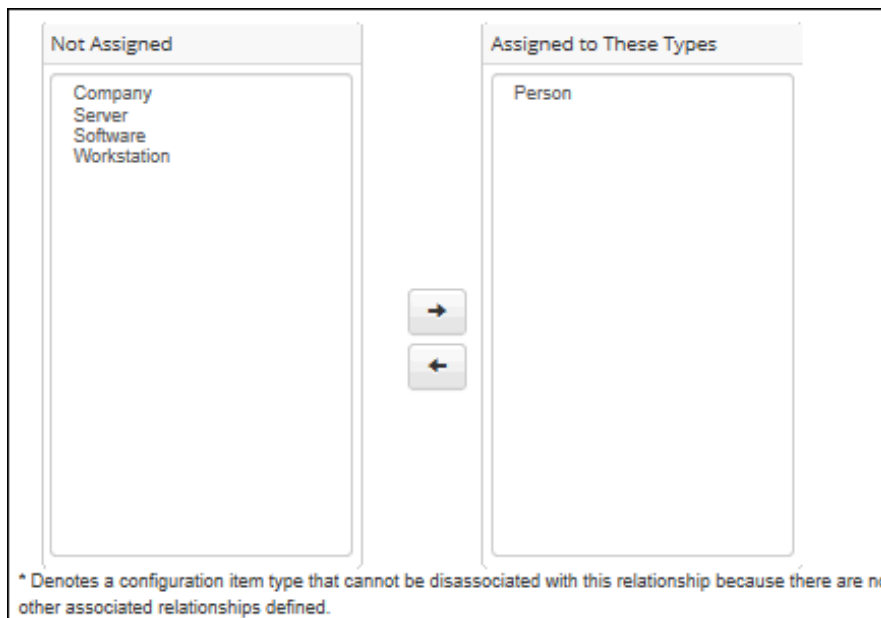 Not Assigned
Company
Server
Software
Workstation
Assigned to These Types
Person
* Denotes a configuration item type that cannot be disassociated with this relationship because there are
other associated relationships defined.